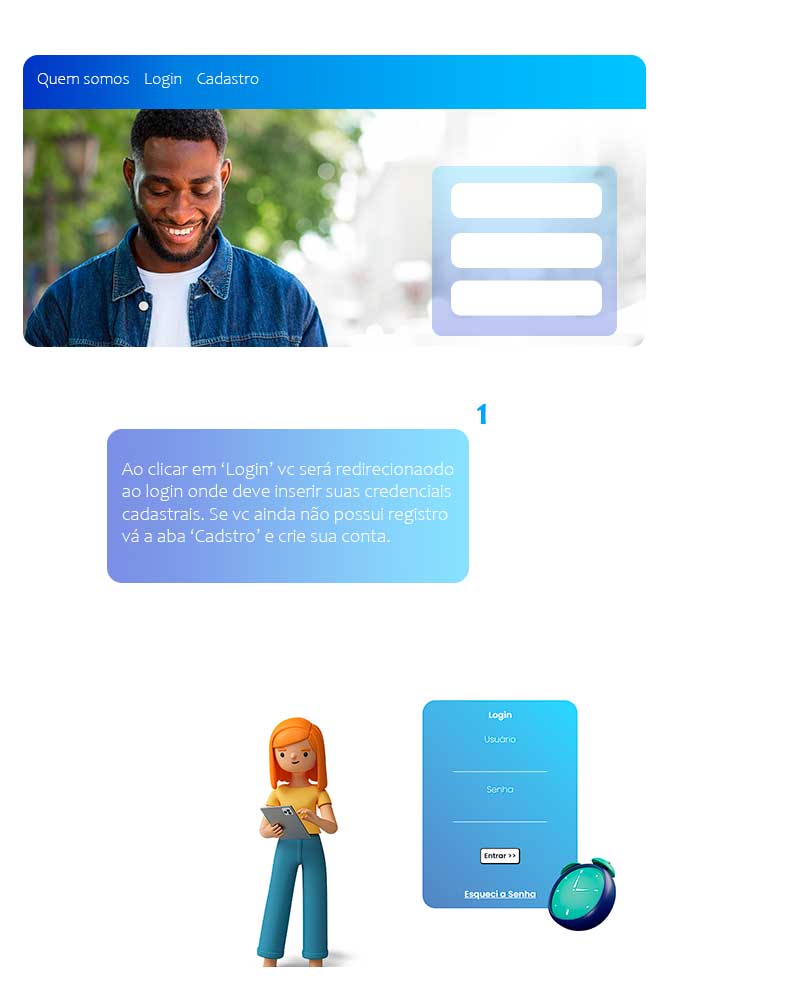 Quem somos Login Cadastro
1
Ao clicar em ‘Login’ vc será redirecionaodo
ao login onde deve inserir suas credenciais
cadastrais. Se vc ainda não possui registro
vá a aba ‘Cadstro’ e crie sua conta.
Login
Usuário
Senha
Entrar >>
Esqueci a Senha